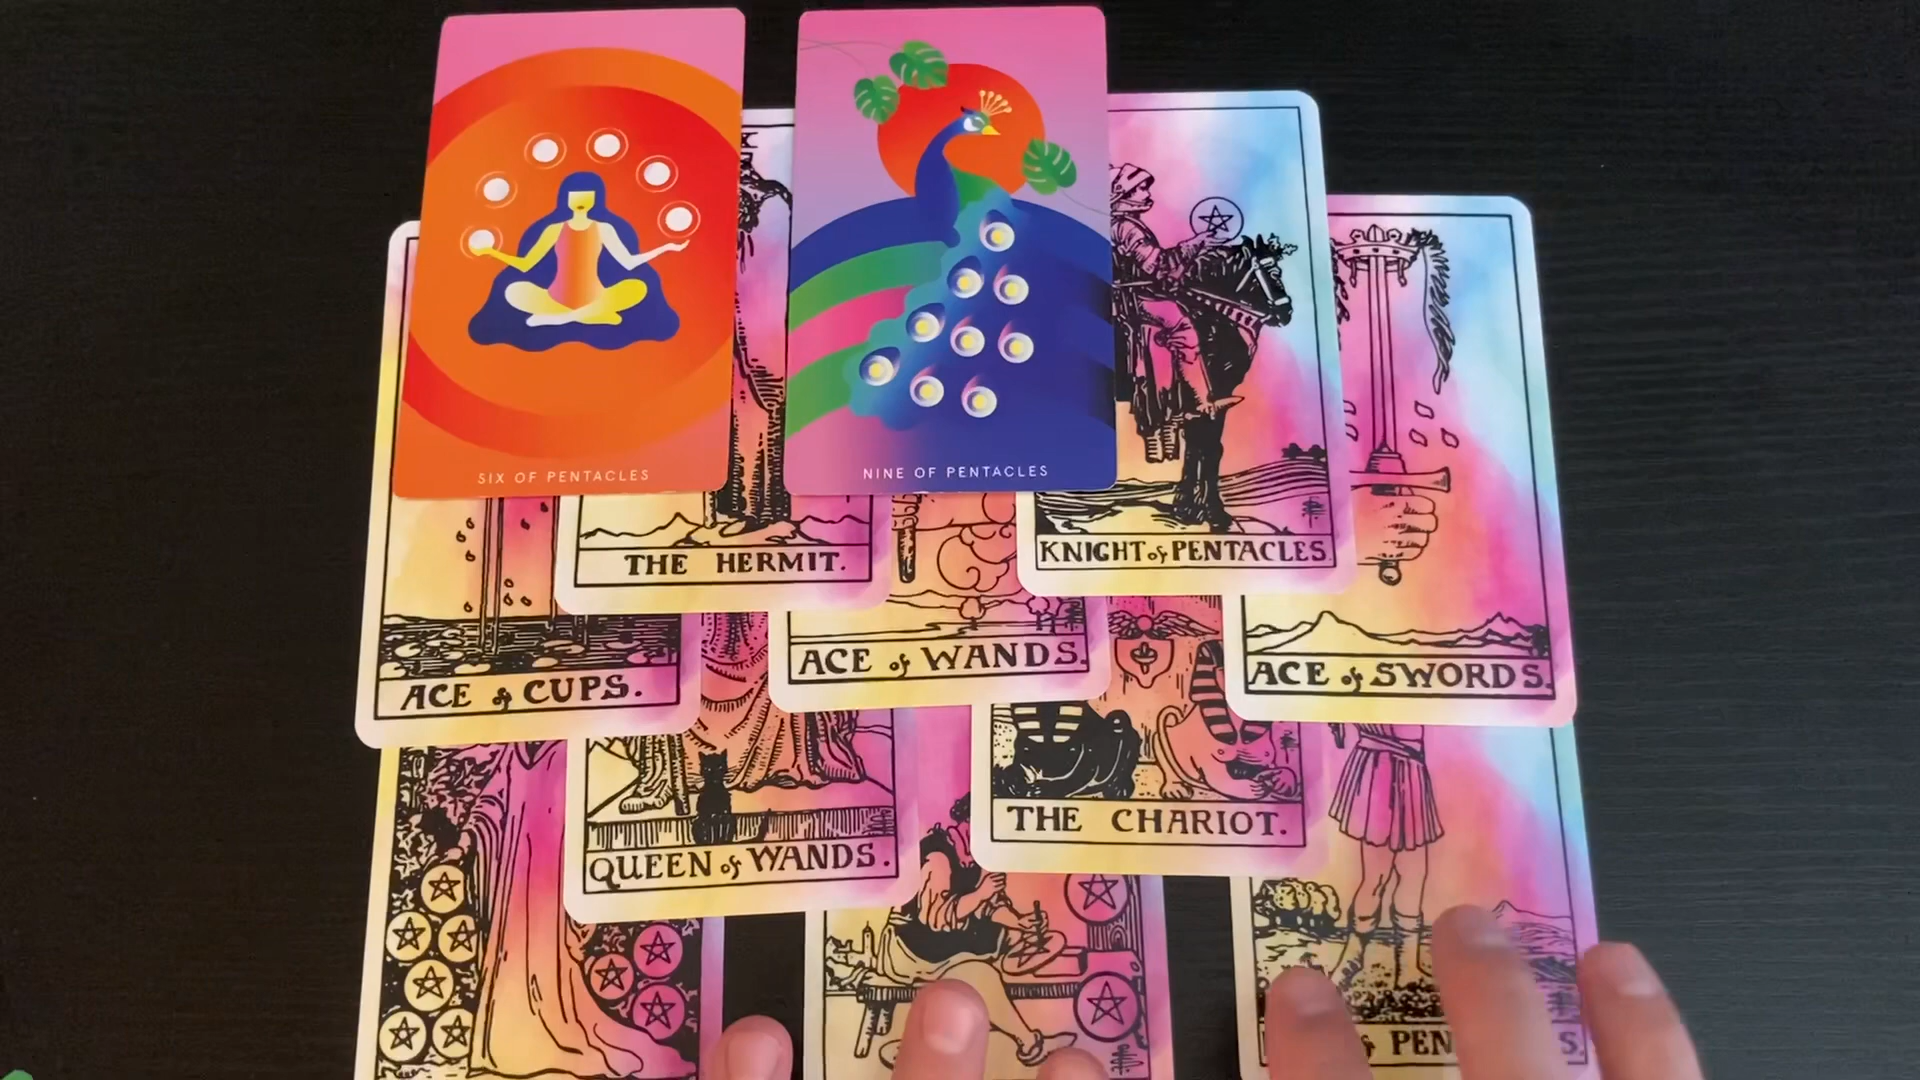 SIX OF PENTACLES
NINE OF PENTACLES
THE HERMIT.
KNIGHT of PENTACLES.
ACE of CUPS.
ACE of WANDS.
ACE of SWORDS.
QUEEN of WANDS.
THE CHARIOT.